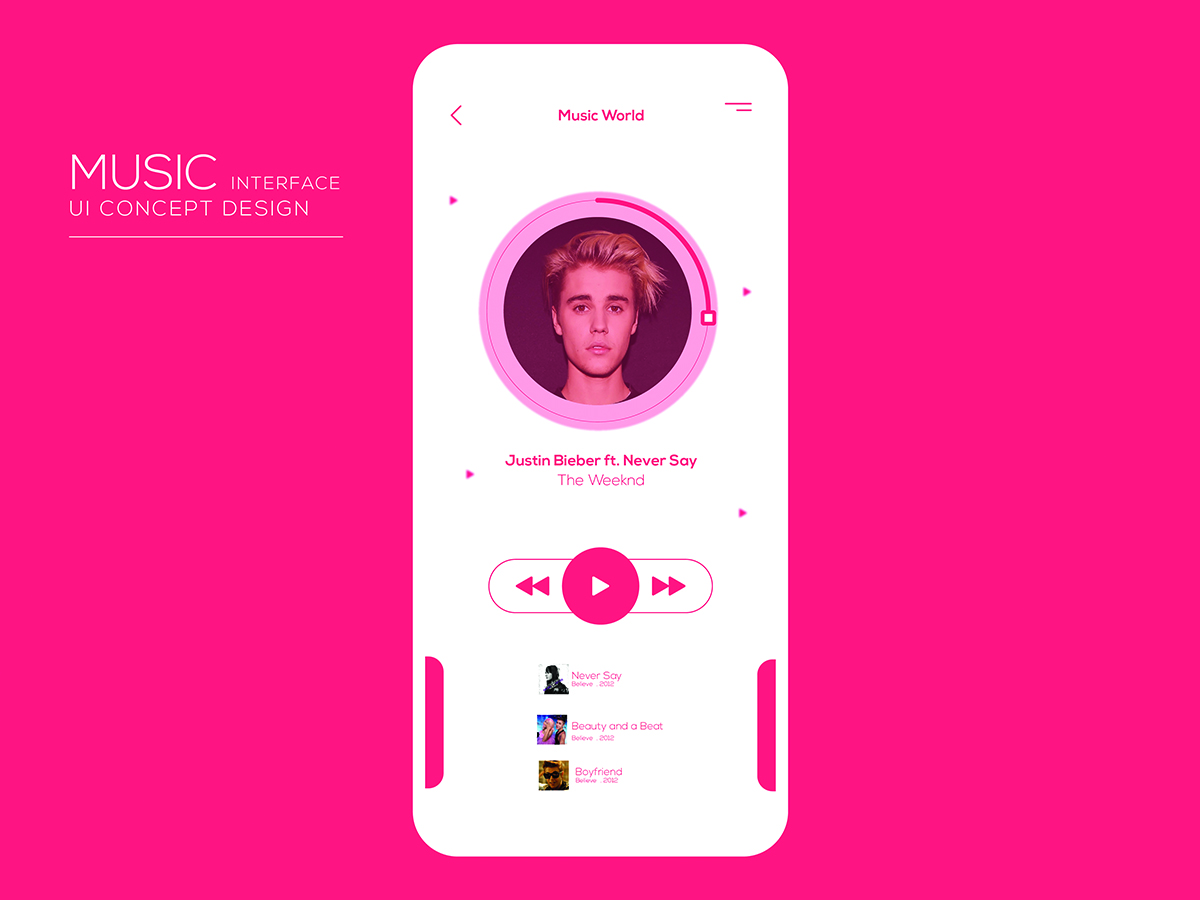 MUSIC INTERFACE
UI CONCEPT DESIGN
Music World
Justin Bieber ft. Never Say
The Weeknd
Never Say
Believe . 2012
Beauty and a Beat
Believe . 2012
Boyfriend
Believe . 2012